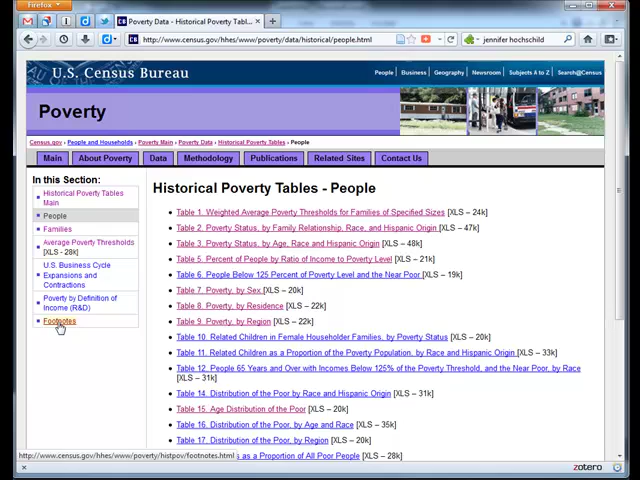 Firefox
Poverty Data - Historical Poverty Tabl...
http://www.census.gov/hhes/www/poverty/data/historical/people.html
jennifer hochschild
U.S. Census Bureau
People Business Geography Newsroom Subjects A to Z Search@Census
Poverty
Census.gov › People and Households › Poverty Main › Poverty Data › Historical Poverty Tables › People
Main About Poverty Data Methodology Publications Related Sites Contact Us
In this Section:
Historical Poverty Tables
Main
People
Families
Average Poverty Thresholds
[XLS - 28k]
U.S. Business Cycle
Expansions and
Contractions
Poverty by Definition of
Income (R&D)
Footnotes
Historical Poverty Tables - People
Table 1. Weighted Average Poverty Thresholds for Families of Specified Sizes [XLS – 24k]
Table 2. Poverty Status, by Family Relationship, Race, and Hispanic Origin [XLS – 47k]
Table 3. Poverty Status, by Age, Race and Hispanic Origin [XLS – 48k]
Table 5. Percent of People by Ratio of Income to Poverty Level [XLS – 21k]
Table 6. People Below 125 Percent of Poverty Level and the Near Poor [XLS – 19k]
Table 7. Poverty, by Sex [XLS – 20k]
Table 8. Poverty, by Residence [XLS – 22k]
Table 9. Poverty, by Region [XLS – 22k]
Table 10. Related Children in Female Householder Families, by Poverty Status [XLS – 20k]
Table 11. Related Children as a Proportion of the Poverty Population, by Race and Hispanic Origin [XLS – 33k]
Table 12. People 65 Years and Over with Incomes Below 125% of the Poverty Threshold, and the Near Poor, by Race
[XLS – 31k]
Table 14. Distribution of the Poor by Race and Hispanic Origin [XLS – 31k]
Table 15. Age Distribution of the Poor [XLS – 20k]
Table 16. Distribution of the Poor, by Age and Race [XLS – 35k]
Table 17. Distribution of the Poor, by Region [XLS – 20k]
as a Proportion of All Poor People [XLS – 28k]
http://www.census.gov/hhes/www/poverty/histpov/footnotes.html
zotero